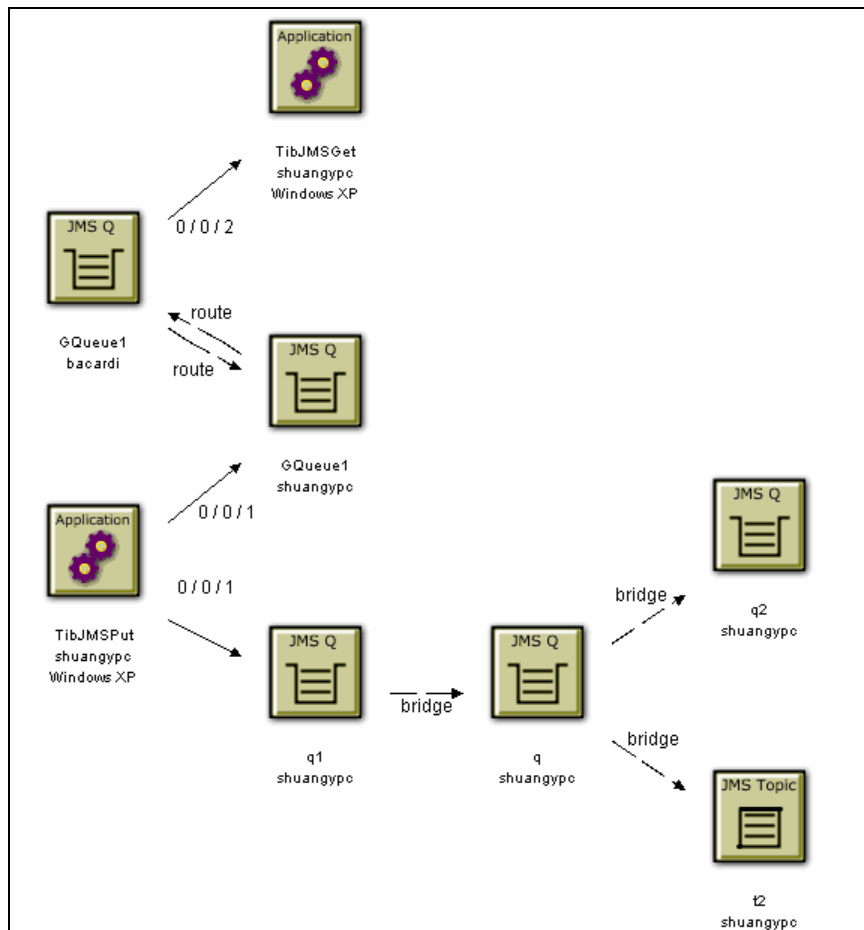 Application
TibJMSGet
shuangypc
Windows XP
0/0/2
JMS Q
GQueue1
bacardi
route
route
JMS Q
GQueue1
shuangypc
0/0/1
Application
TibJMSPut
shuangypc
Windows XP
0/0/1
JMS Q
q1
shuangypc
bridge
JMS Q
q
shuangypc
bridge
JMS Q
q2
shuangypc
bridge
JMS Topic
t2
shuangypc